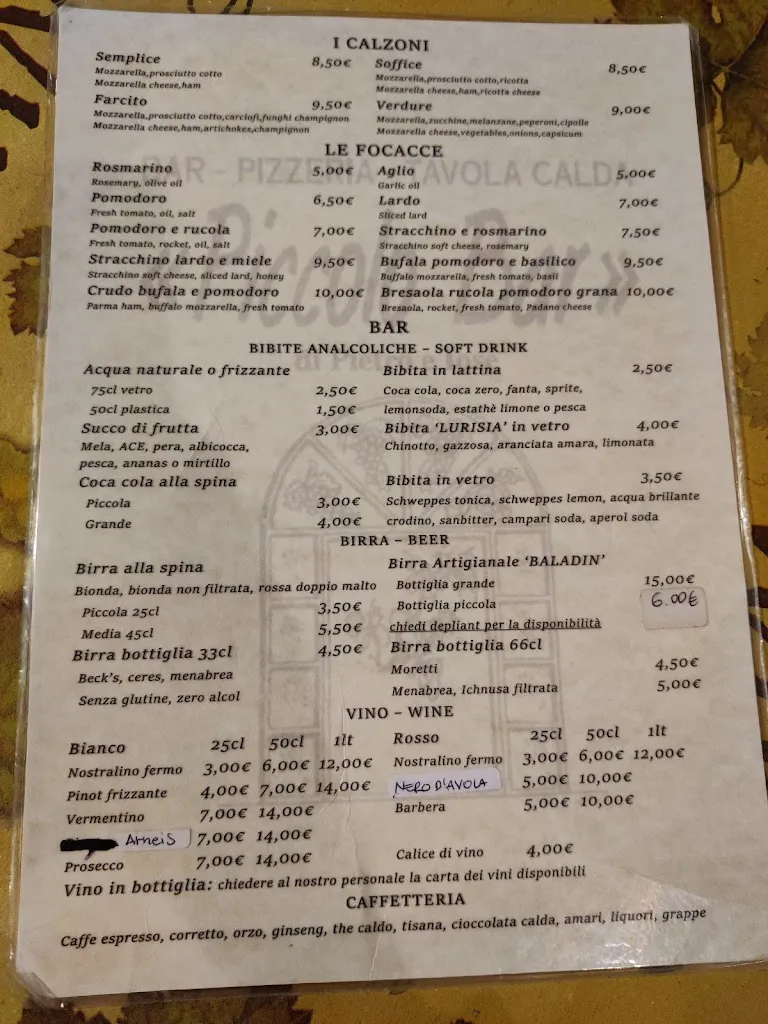 I CALZONI
Semplice 8,50€ Soffice 8,50€
Mozzarella,prosciutto cotto Mozzarella,prosciutto cotto,ricotta
Mozzarella cheese,ham Mozzarella cheese,ham,ricotta cheese
Farcito 9,50€ Verdure 9,00€
Mozzarella,prosciutto cotto,carciofi,funghi champignon Mozzarella,zucchine,melanzane,peperoni,cipolle
Mozzarella cheese,ham,artichokes,champignon Mozzarella cheese,vegetables,onions,capsicum
LE FOCACCE
Rosmarino 5,00€ Aglio 5,00€
Rosemary, olive oil Garlic oil
Pomodoro 6,50€ Lardo 7,00€
Fresh tomato, oil, salt Sliced lard
Pomodoro e rucola 7,00€ Stracchino e rosmarino 7,50€
Fresh tomato, rocket, oil, salt Stracchino soft cheese, rosemary
Stracchino lardo e miele 9,50€ Bufala pomodoro e basilico 9,50€
Stracchino soft cheese, sliced lard, honey Buffalo mozzarella, fresh tomato, basil
Crudo bufala e pomodoro 10,00€ Bresaola rucola pomodoro grana 10,00€
Parma ham, buffalo mozzarella, fresh tomato Bresaola, rocket, fresh tomato, Padano cheese
BAR
BIBITE ANALCOLICHE – SOFT DRINK
Acqua naturale o frizzante Bibita in lattina 2,50€
75cl vetro 2,50€ Coca cola, coca zero, fanta, sprite,
50cl plastica 1,50€ lemonsoda, estathè limone o pesca
Succo di frutta 3,00€ Bibita ‘LURISIA’ in vetro 4,00€
Mela, ACE, pera, albicocca, Chinotto, gazzosa, aranciata amara, limonata
pesca, ananas o mirtillo
Coca cola alla spina Bibita in vetro 3,50€
Piccola 3,00€ Schweppes tonica, schweppes lemon, acqua brillante
Grande 4,00€ crodino, sanbitter, campari soda, aperol soda
BIRRA – BEER
Birra alla spina Birra Artigianale ‘BALADIN’
Bionda, bionda non filtrata, rossa doppio malto Bottiglia grande 15,00€
Piccola 25cl 3,50€ Bottiglia piccola 6.00€
Media 45cl 5,50€ chiedi depliant per la disponibilità
Birra bottiglia 33cl 4,50€ Birra bottiglia 66cl
Beck's, ceres, menabrea Moretti 4,50€
Senza glutine, zero alcol Menabrea, Ichnusa filtrata 5,00€
VINO – WINE
Bianco 25cl 50cl 1lt Rosso 25cl 50cl 1lt
Nostralino fermo 3,00€ 6,00€ 12,00€ Nostralino fermo 3,00€ 6,00€ 12,00€
Pinot frizzante 4,00€ 7,00€ 14,00€ NERO D'AVOLA 5,00€ 10,00€
Vermentino 7,00€ 14,00€ Barbera 5,00€ 10,00€
Arneis 7,00€ 14,00€
Prosecco 7,00€ 14,00€ Calice di vino 4,00€
Vino in bottiglia: chiedere al nostro personale la carta dei vini disponibili
CAFFETTERIA
Caffe espresso, corretto, orzo, ginseng, the caldo, tisana, cioccolata calda, amari, liquori, grappe